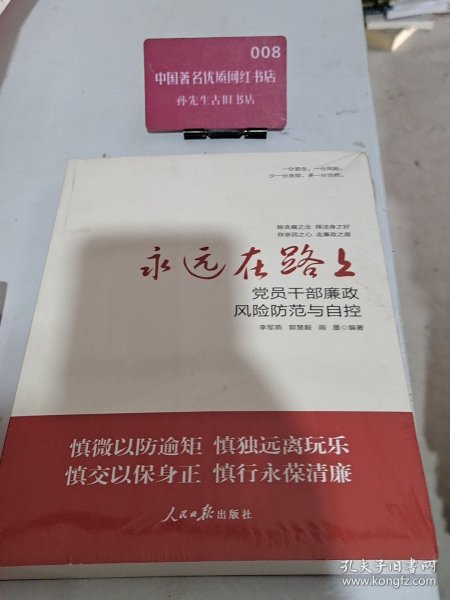 008
中国著名优质网红书店
孙先生古旧书店
一分邪念，一分风险；
少一分贪欲，多一分坦然。
除贪腐之念 择洁身之好
存亲民之心 走廉政之路
永远在路上
党员干部廉政
风险防范与自控
李军燕 郭慧毅 阎墨◎编著
慎微以防逾矩 慎独远离玩乐
慎交以保身正 慎行永葆清廉
人民日报出版社
孔夫子旧书网
www.kongfz.com